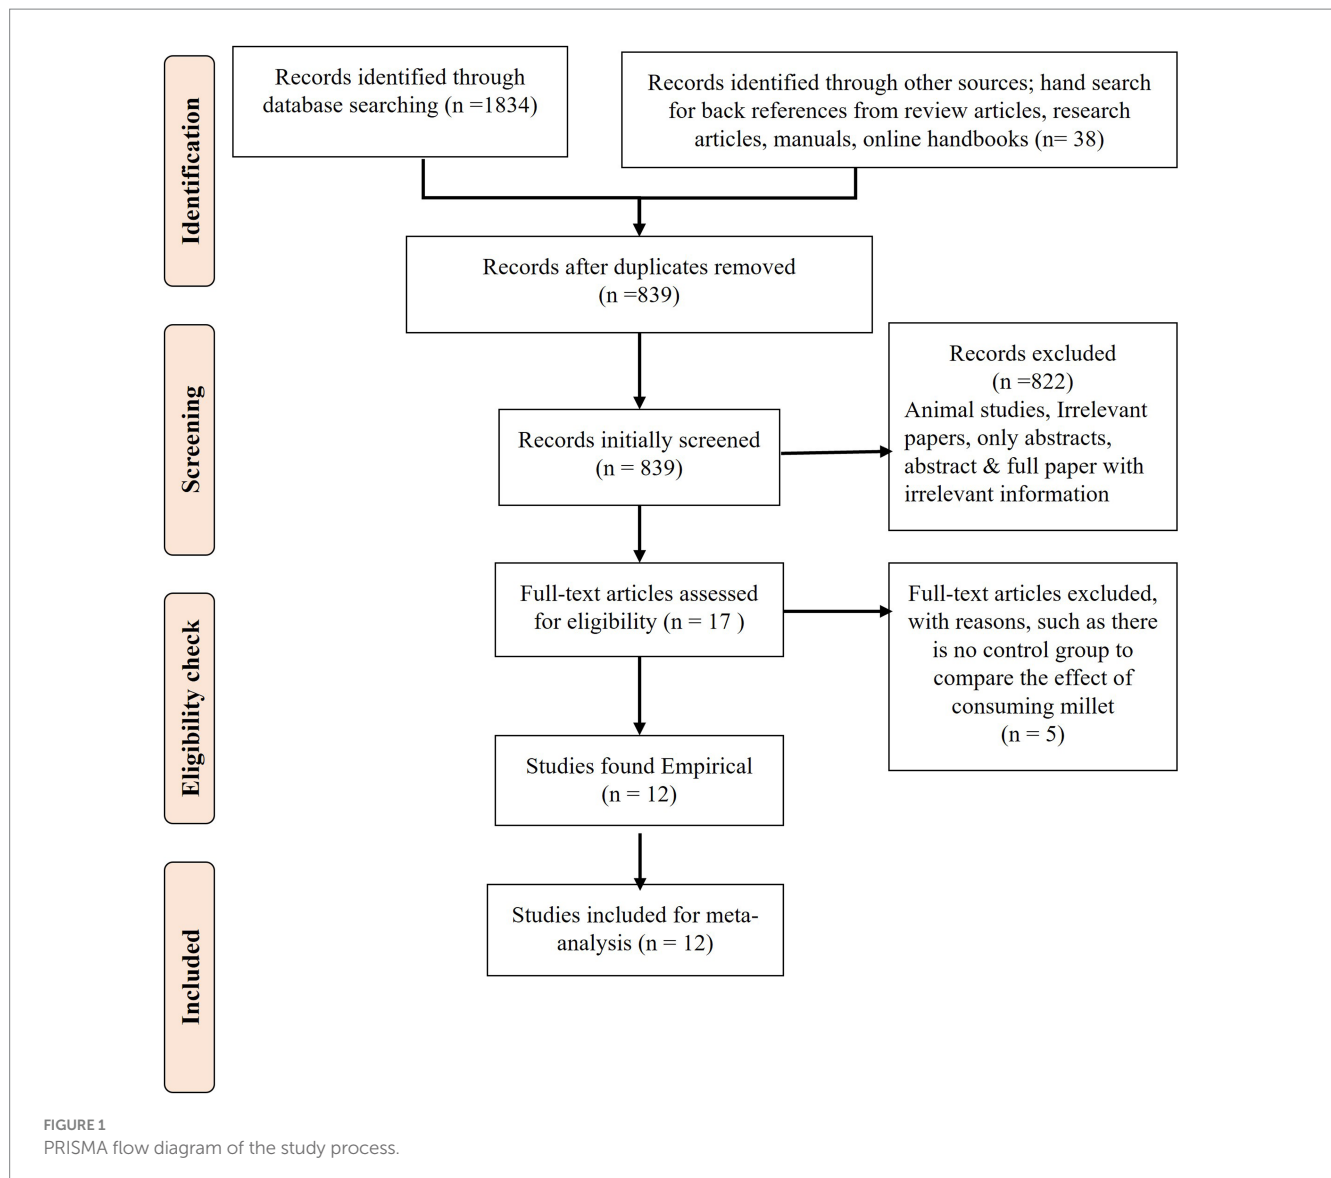 Identification
Records identified through
database searching (n =1834)
Records identified through other sources; hand search
for back references from review articles, research
articles, manuals, online handbooks (n= 38)
Records after duplicates removed
(n =839)
Screening
Records initially screened
(n = 839)
Records excluded
(n =822)
Animal studies, Irrelevant
papers, only abstracts,
abstract & full paper with
irrelevant information
Eligibility check
Full-text articles assessed
for eligibility (n = 17 )
Full-text articles excluded,
with reasons, such as there
is no control group to
compare the effect of
consuming millet
(n = 5)
Studies found Empirical
(n = 12)
Included
Studies included for meta-
analysis (n = 12)
FIGURE 1
PRISMA flow diagram of the study process.